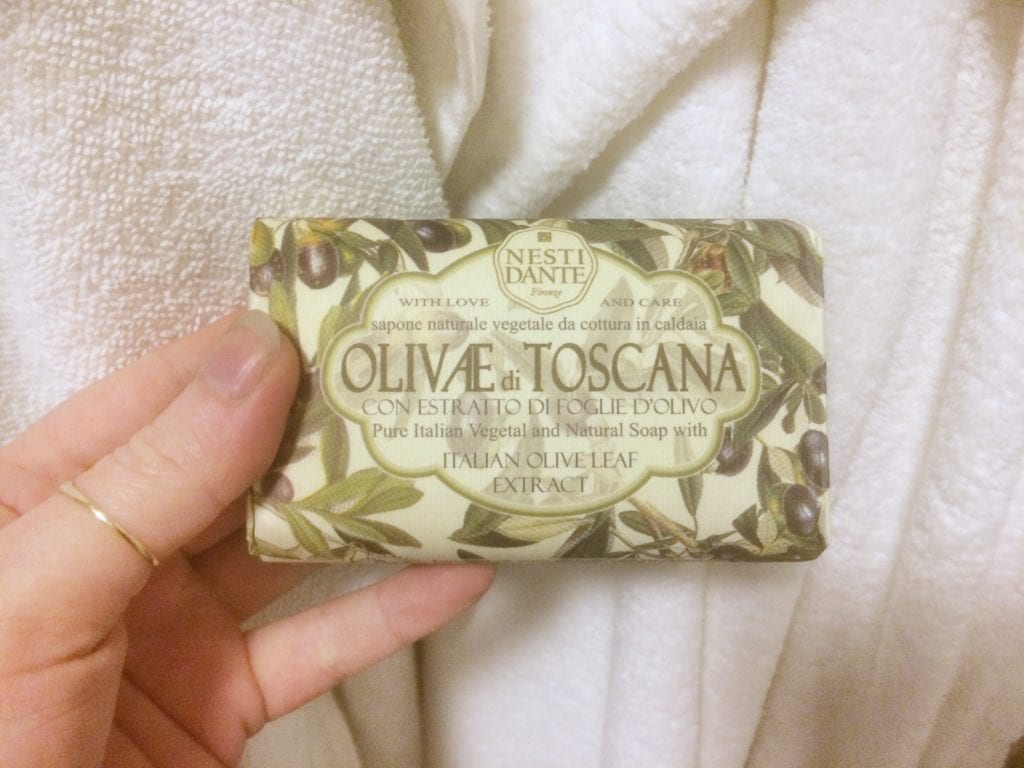 NESTI
DANTE
Firenze
WITH LOVE AND CARE
sapone naturale vegetale da cottura in caldaia
OLIVÆ di TOSCANA
CON ESTRATTO DI FOGLIE D'OLIVO
Pure Italian Vegetal and Natural Soap with
ITALIAN OLIVE LEAF
EXTRACT